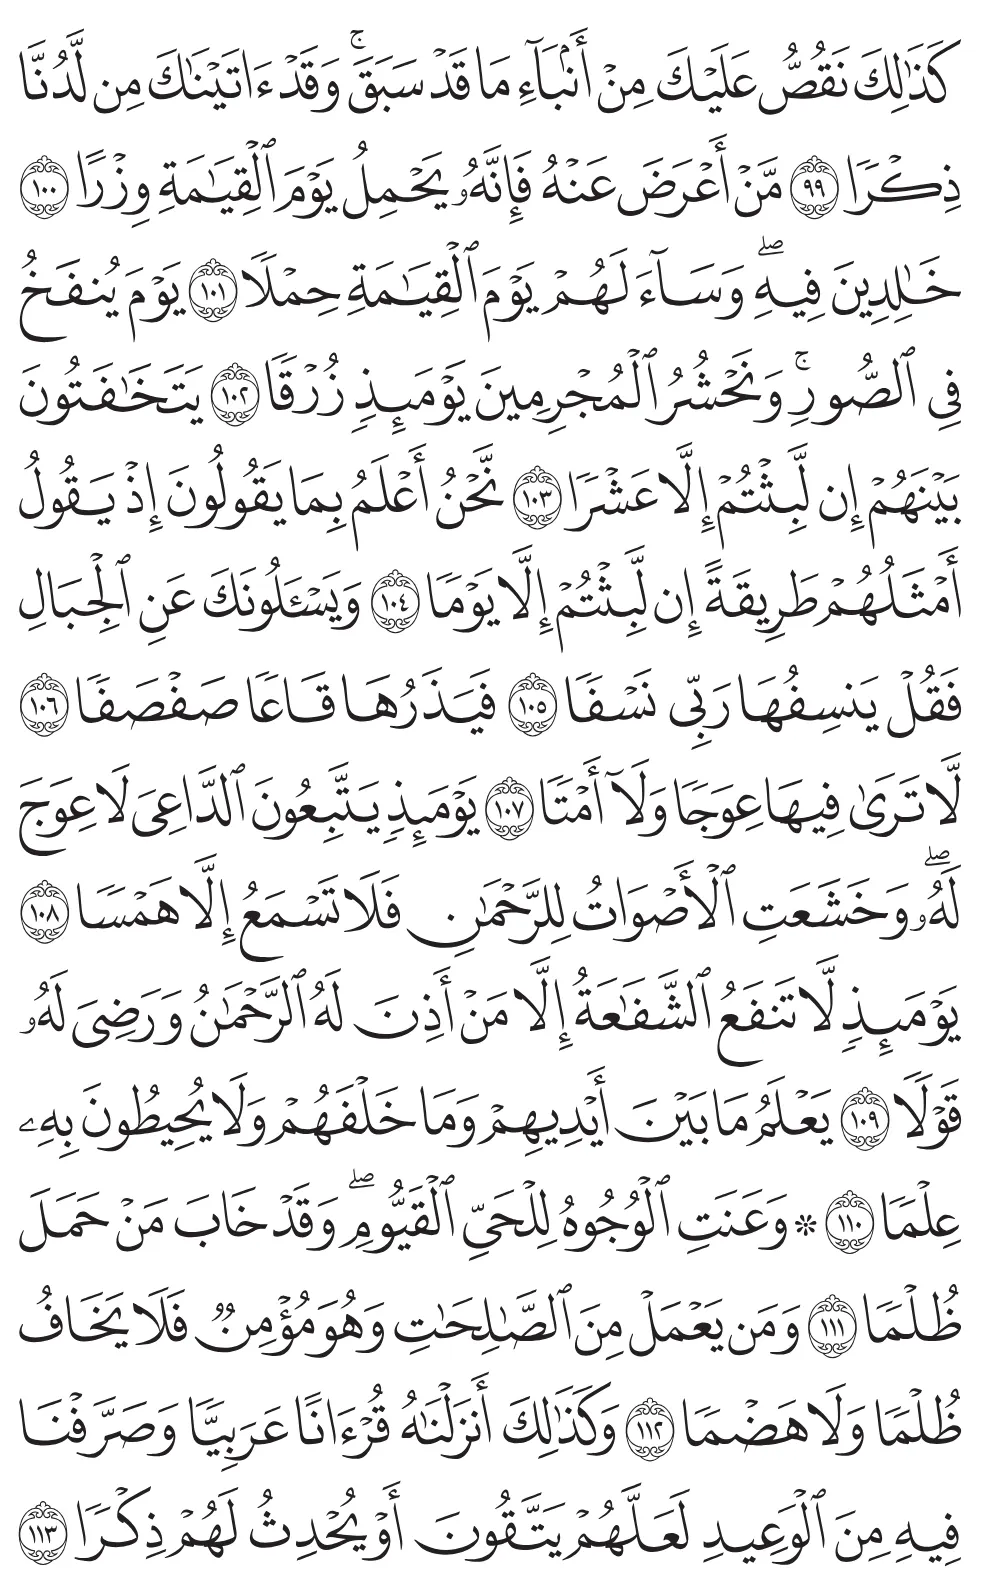 كَذَٰلِكَ نَقُصُّ عَلَيۡكَ مِنۡ أَنۢبَآءِ مَا قَدۡ سَبَقَۚ وَقَدۡ ءَاتَيۡنَٰكَ مِن لَّدُنَّا
ذِكۡرٗا ۝٩٩ مَّنۡ أَعۡرَضَ عَنۡهُ فَإِنَّهُۥ يَحۡمِلُ يَوۡمَ ٱلۡقِيَٰمَةِ وِزۡرًا ۝١٠٠
خَٰلِدِينَ فِيهِۖ وَسَآءَ لَهُمۡ يَوۡمَ ٱلۡقِيَٰمَةِ حِمۡلٗا ۝١٠١ يَوۡمَ يُنفَخُ
فِي ٱلصُّورِۚ وَنَحۡشُرُ ٱلۡمُجۡرِمِينَ يَوۡمَئِذٖ زُرۡقٗا ۝١٠٢ يَتَخَٰفَتُونَ
بَيۡنَهُمۡ إِن لَّبِثۡتُمۡ إِلَّا عَشۡرٗا ۝١٠٣ نَّحۡنُ أَعۡلَمُ بِمَا يَقُولُونَ إِذۡ يَقُولُ
أَمۡثَلُهُمۡ طَرِيقَةً إِن لَّبِثۡتُمۡ إِلَّا يَوۡمٗا ۝١٠٤ وَيَسۡـَٔلُونَكَ عَنِ ٱلۡجِبَالِ
فَقُلۡ يَنسِفُهَا رَبِّي نَسۡفٗا ۝١٠٥ فَيَذَرُهَا قَاعٗا صَفۡصَفٗا ۝١٠٦
لَّا تَرَىٰ فِيهَا عِوَجٗا وَلَآ أَمۡتٗا ۝١٠٧ يَوۡمَئِذٖ يَتَّبِعُونَ ٱلدَّاعِيَ لَا عِوَجَ
لَهُۥۖ وَخَشَعَتِ ٱلۡأَصۡوَاتُ لِلرَّحۡمَٰنِ فَلَا تَسۡمَعُ إِلَّا هَمۡسٗا ۝١٠٨
يَوۡمَئِذٖ لَّا تَنفَعُ ٱلشَّفَٰعَةُ إِلَّا مَنۡ أَذِنَ لَهُ ٱلرَّحۡمَٰنُ وَرَضِيَ لَهُۥ
قَوۡلٗا ۝١٠٩ يَعۡلَمُ مَا بَيۡنَ أَيۡدِيهِمۡ وَمَا خَلۡفَهُمۡ وَلَا يُحِيطُونَ بِهِۦ
عِلۡمٗا ۝١١٠ ۞ وَعَنَتِ ٱلۡوُجُوهُ لِلۡحَيِّ ٱلۡقَيُّومِۖ وَقَدۡ خَابَ مَنۡ حَمَلَ
ظُلۡمٗا ۝١١١ وَمَن يَعۡمَلۡ مِنَ ٱلصَّٰلِحَٰتِ وَهُوَ مُؤۡمِنٞ فَلَا يَخَافُ
ظُلۡمٗا وَلَا هَضۡمٗا ۝١١٢ وَكَذَٰلِكَ أَنزَلۡنَٰهُ قُرۡءَانًا عَرَبِيّٗا وَصَرَّفۡنَا
فِيهِ مِنَ ٱلۡوَعِيدِ لَعَلَّهُمۡ يَتَّقُونَ أَوۡ يُحۡدِثُ لَهُمۡ ذِكۡرٗا ۝١١٣